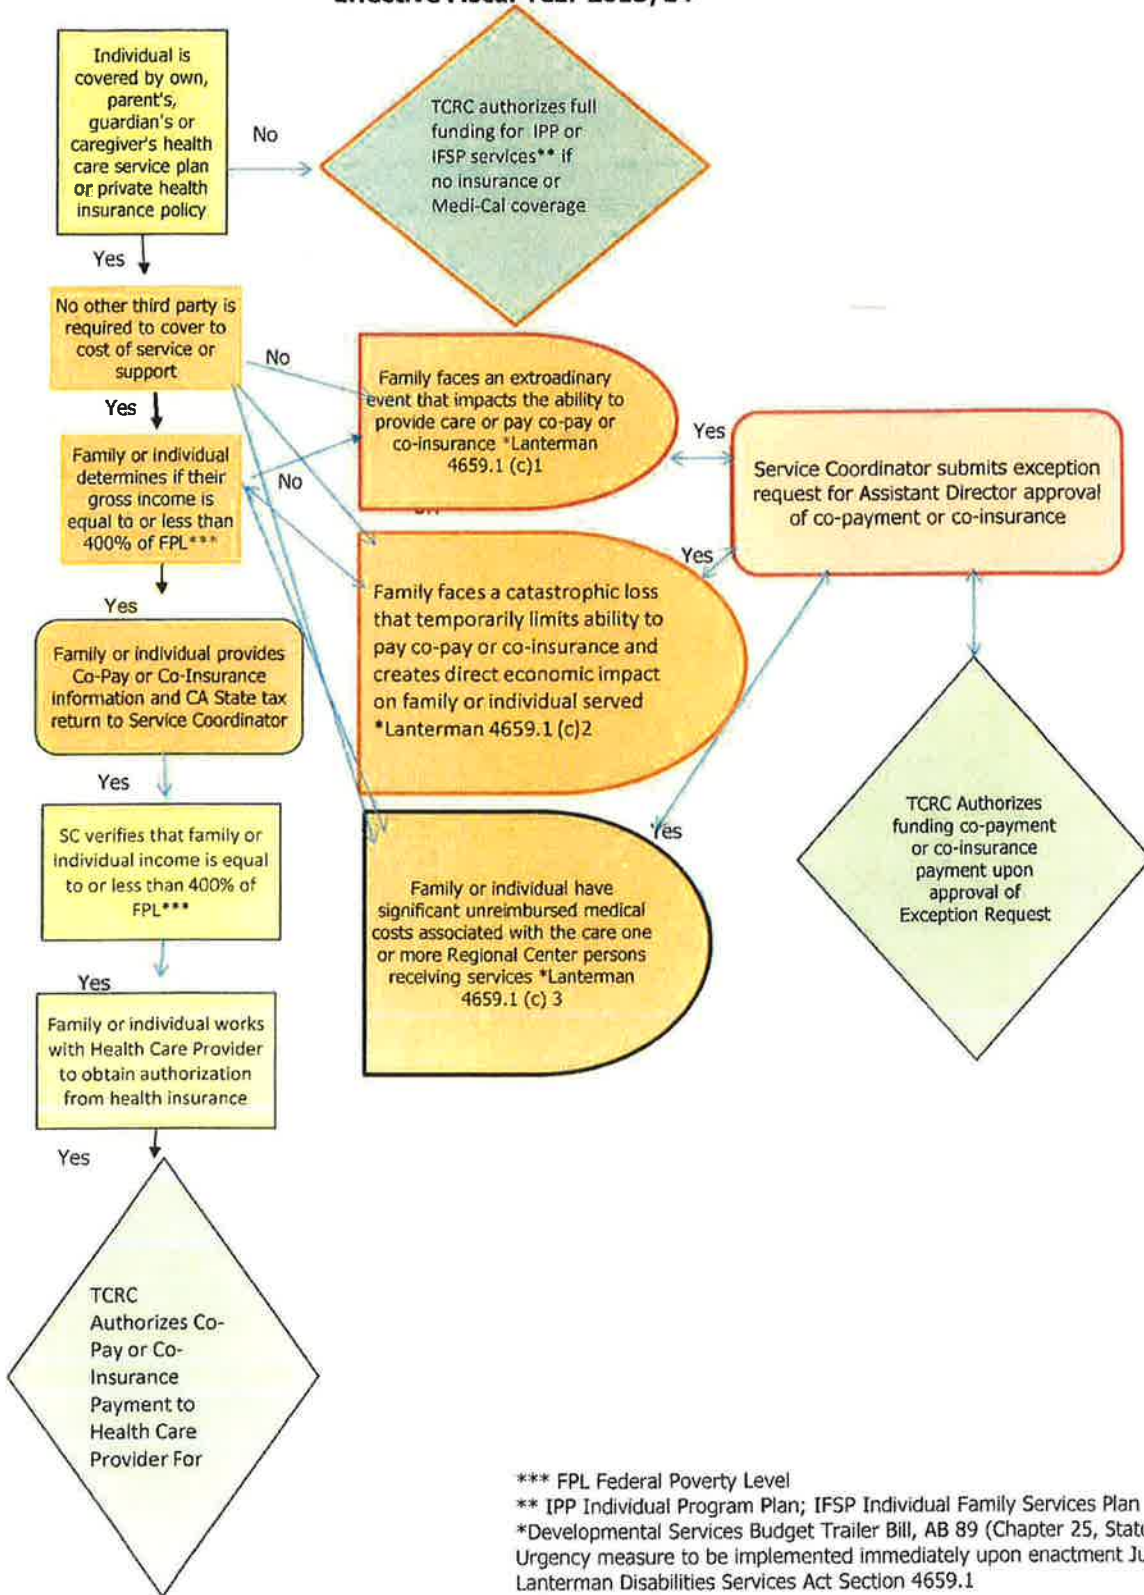 Individual is
covered by own,
parent's,
guardian's or
caregiver's health
care service plan
or private health
insurance policy
No
TCRC authorizes full
funding for IPP or
IFSP services** if
no insurance or
Medi-Cal coverage
Yes
No other third party is
required to cover to
cost of service or
support
No
Family faces an extroadinary
event that impacts the ability to
provide care or pay co-pay or
co-insurance *Lanterman
4659.1 (c)1
Yes
Service Coordinator submits exception
request for Assistant Director approval
of co-payment or co-insurance
Yes
Family or individual
determines if their
gross income is
equal to or less than
400% of FPL***
No
Family faces a catastrophic loss
that temporarily limits ability to
pay co-pay or co-insurance and
creates direct economic impact
on family or individual served
*Lanterman 4659.1 (c)2
Yes
Yes
Family or individual provides
Co-Pay or Co-Insurance
information and CA State tax
return to Service Coordinator
Yes
SC verifies that family or
individual income is equal
to or less than 400% of
FPL***
Family or individual have
significant unreimbursed medical
costs associated with the care one
or more Regional Center persons
receiving services *Lanterman
4659.1 (c) 3
Yes
TCRC Authorizes
funding co-payment
or co-insurance
payment upon
approval of
Exception Request
Yes
Family or individual works
with Health Care Provider
to obtain authorization
from health insurance
Yes
TCRC
Authorizes Co-
Pay or Co-
Insurance
Payment to
Health Care
Provider For
*** FPL Federal Poverty Level
** IPP Individual Program Plan; IFSP Individual Family Services Plan
*Developmental Services Budget Trailer Bill, AB 89 (Chapter 25,
Urgency measure to be implemented immediately upon enactment
Lanterman Disabilities Services Act Section 4659.1